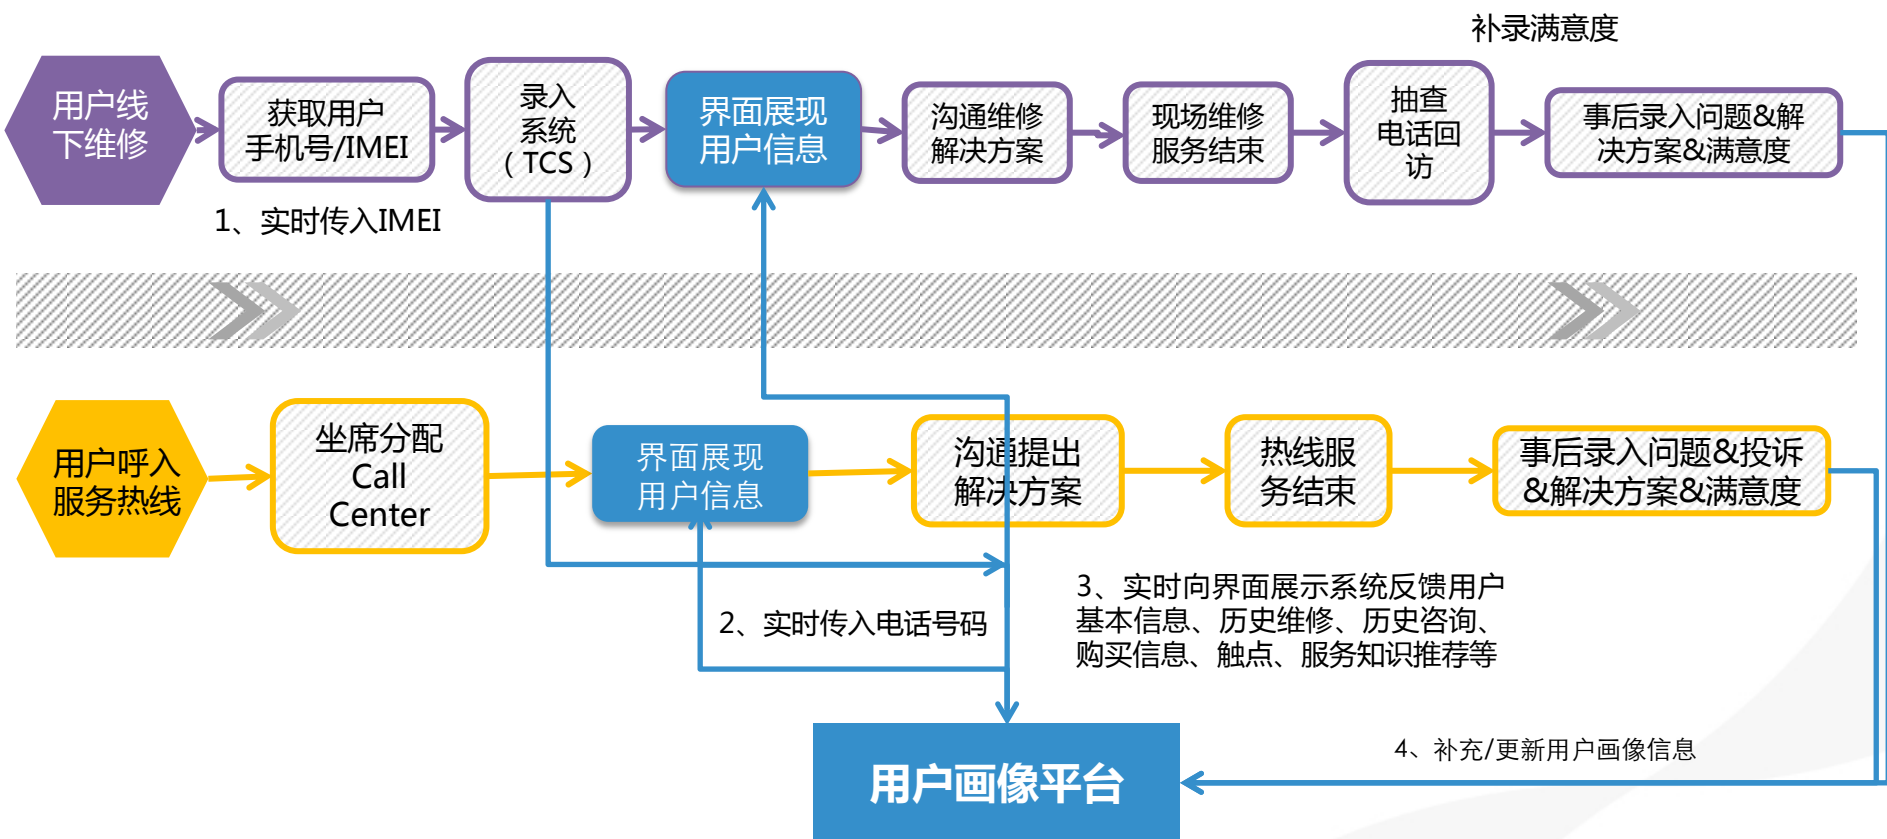 补录满意度
用户线
下维修
获取用户
手机号/IMEI
录入
系统
（TCS）
界面展现
用户信息
沟通维修
解决方案
现场维修
服务结束
抽查
电话回
访
事后录入问题&解
决方案&满意度
1、实时传入IMEI
用户呼入
服务热线
坐席分配
Call
Center
界面展现
用户信息
沟通提出
解决方案
热线服
务结束
事后录入问题&投诉
&解决方案&满意度
2、实时传入电话号码
3、实时向界面展示系统反馈用户
基本信息、历史维修、历史咨询、
购买信息、触点、服务知识推荐等
4、补充/更新用户画像信息
用户画像平台